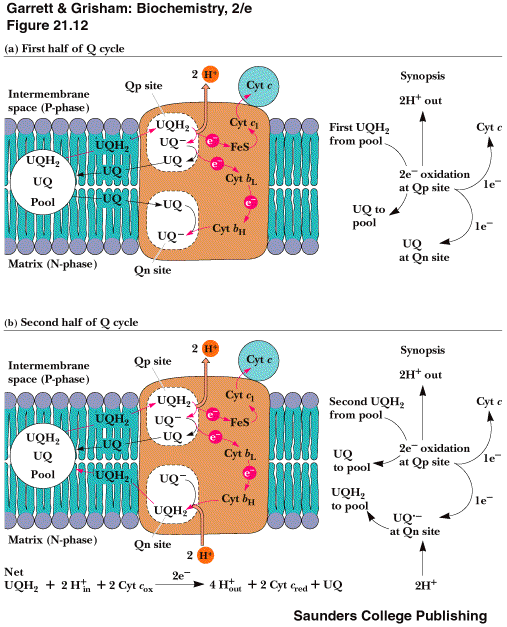 Garrett & Grisham: Biochemistry, 2/e
Figure 21.12
(a) First half of Q cycle
2 H⁺
Cyt c
Qp site
Intermembrane
space (P-phase)
UQH₂
UQ⁻
UQ
e⁻
Cyt c₁
FeS
e⁻
Cyt b_L
e⁻
Cyt b_H
UQH₂
UQ
UQ
UQH₂
UQ
Pool
UQ
UQ⁻
Matrix (N-phase)
Qn site
Synopsis
2H⁺ out
First UQH₂
from pool
Cyt c
2e⁻ oxidation
at Qp site
1e⁻
UQ to
pool
1e⁻
UQ
at Qn site
(b) Second half of Q cycle
2 H⁺
Cyt c
Qp site
Intermembrane
space (P-phase)
UQH₂
UQ⁻
UQ
e⁻
Cyt c₁
FeS
e⁻
Cyt b_L
e⁻
Cyt b_H
UQH₂
UQ
UQH₂
UQH₂
UQ
Pool
UQ⁻
UQH₂
Matrix (N-phase)
Qn site
2 H⁺
Synopsis
2H⁺ out
Second UQH₂
from pool
Cyt c
2e⁻ oxidation
at Qp site
1e⁻
UQ
to pool
UQH₂
to pool
1e⁻
UQ·⁻
at Qn site
2H⁺
Net
UQH₂ + 2 H⁺in + 2 Cyt c_ox 2e⁻ → 4 H⁺out + 2 Cyt c_red + UQ
Saunders College Publishing